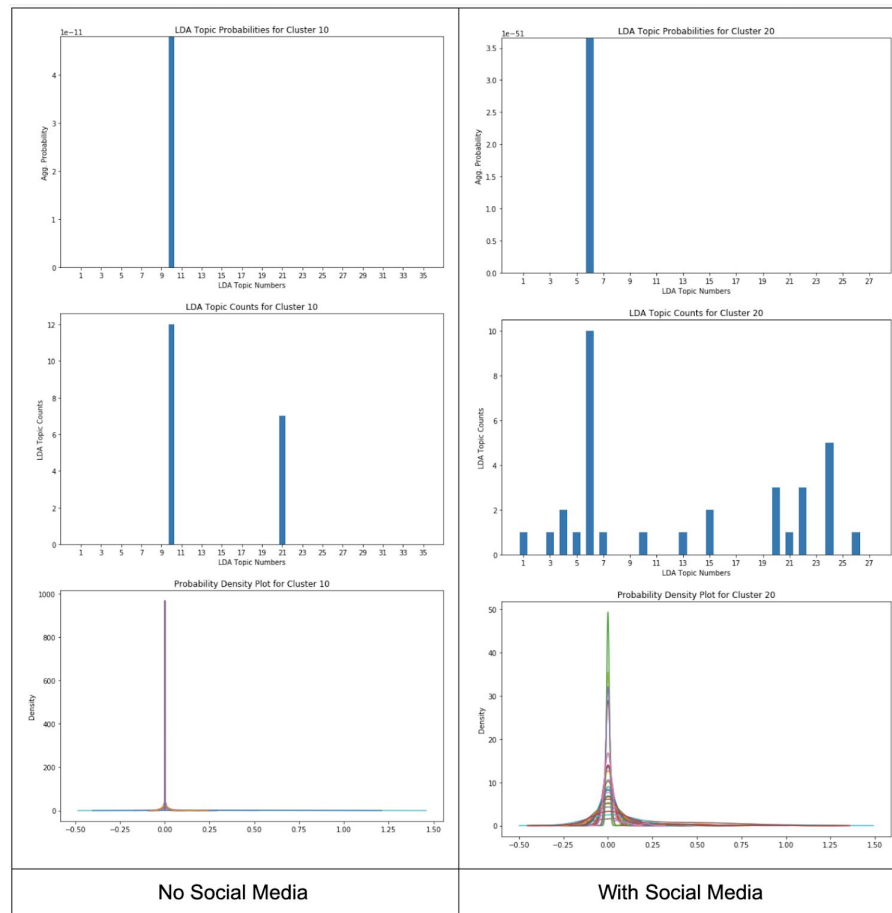 LDA Topic Probabilities for Cluster 10
1e−11
4
3
2
1
0
Agg. Probability
1 3 5 7 9 11 13 15 17 19 21 23 25 27 29 31 33 35
LDA Topic Numbers
LDA Topic Counts for Cluster 10
12
10
8
6
4
2
0
LDA Topic Counts
1 3 5 7 9 11 13 15 17 19 21 23 25 27 29 31 33 35
LDA Topic Numbers
Probability Density Plot for Cluster 10
1000
800
600
400
200
0
Density
−0.50 −0.25 0.00 0.25 0.50 0.75 1.00 1.25 1.50
No Social Media
LDA Topic Probabilities for Cluster 20
1e−51
3.5
3.0
2.5
2.0
1.5
1.0
0.5
0.0
Agg. Probability
1 3 5 7 9 11 13 15 17 19 21 23 25 27
LDA Topic Numbers
LDA Topic Counts for Cluster 20
10
8
6
4
2
0
LDA Topic Counts
1 3 5 7 9 11 13 15 17 19 21 23 25 27
LDA Topic Numbers
Probability Density Plot for Cluster 20
50
40
30
20
10
0
Density
−0.50 −0.25 0.00 0.25 0.50 0.75 1.00 1.25 1.50
With Social Media